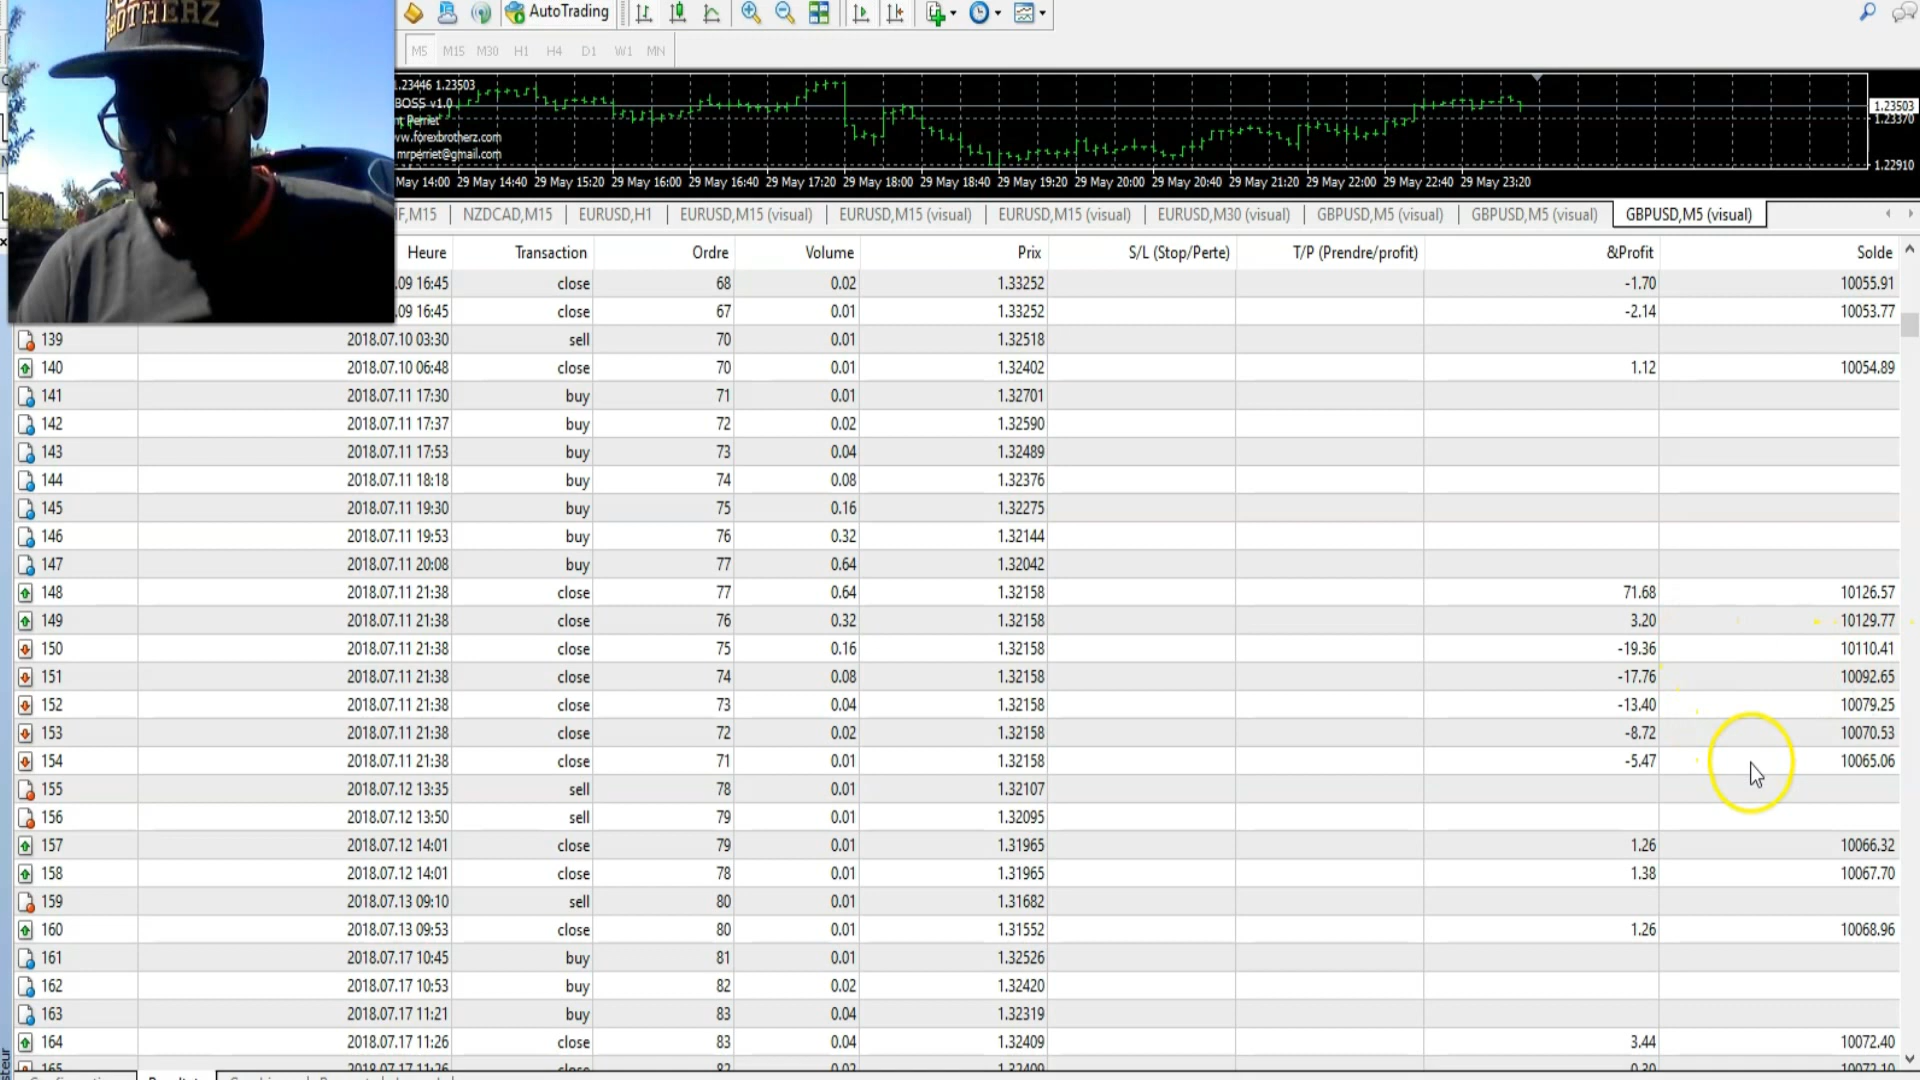 BROTHERZ
AutoTrading
M5 M15 M30 H1 H4 D1 W1 MN
1.23446 1.23503
BOSS v1.0
nt Perriet
www.forexbrotherz.com
mrperriet@gmail.com
1.23503
1.23370
1.22910
May 14:00 29 May 14:40 29 May 15:20 29 May 16:00 29 May 16:40 29 May 17:20 29 May 18:00 29 May 18:40 29 May 19:20 29 May 20:00 29 May 20:40 29 May 21:20 29 May 22:00 29 May 22:40 29 May 23:20
F,M15 NZDCAD,M15 EURUSD,H1 EURUSD,M15 (visual) EURUSD,M15 (visual) EURUSD,M15 (visual) EURUSD,M30 (visual) GBPUSD,M5 (visual) GBPUSD,M5 (visual) GBPUSD,M5 (visual)
Heure Transaction Ordre Volume Prix S/L (Stop/Perte) T/P (Prendre/profit) &Profit Solde
.09 16:45 close 68 0.02 1.33252 -1.70 10055.91
.09 16:45 close 67 0.01 1.33252 -2.14 10053.77
139 2018.07.10 03:30 sell 70 0.01 1.32518
140 2018.07.10 06:48 close 70 0.01 1.32402 1.12 10054.89
141 2018.07.11 17:30 buy 71 0.01 1.32701
142 2018.07.11 17:37 buy 72 0.02 1.32590
143 2018.07.11 17:53 buy 73 0.04 1.32489
144 2018.07.11 18:18 buy 74 0.08 1.32376
145 2018.07.11 19:30 buy 75 0.16 1.32275
146 2018.07.11 19:53 buy 76 0.32 1.32144
147 2018.07.11 20:08 buy 77 0.64 1.32042
148 2018.07.11 21:38 close 77 0.64 1.32158 71.68 10126.57
149 2018.07.11 21:38 close 76 0.32 1.32158 3.20 10129.77
150 2018.07.11 21:38 close 75 0.16 1.32158 -19.36 10110.41
151 2018.07.11 21:38 close 74 0.08 1.32158 -17.76 10092.65
152 2018.07.11 21:38 close 73 0.04 1.32158 -13.40 10079.25
153 2018.07.11 21:38 close 72 0.02 1.32158 -8.72 10070.53
154 2018.07.11 21:38 close 71 0.01 1.32158 -5.47 10065.06
155 2018.07.12 13:35 sell 78 0.01 1.32107
156 2018.07.12 13:50 sell 79 0.01 1.32095
157 2018.07.12 14:01 close 79 0.01 1.31965 1.26 10066.32
158 2018.07.12 14:01 close 78 0.01 1.31965 1.38 10067.70
159 2018.07.13 09:10 sell 80 0.01 1.31682
160 2018.07.13 09:53 close 80 0.01 1.31552 1.26 10068.96
161 2018.07.17 10:45 buy 81 0.01 1.32526
162 2018.07.17 10:53 buy 82 0.02 1.32420
163 2018.07.17 11:21 buy 83 0.04 1.32319
164 2018.07.17 11:26 close 83 0.04 1.32409 3.44 10072.40
165 2018.07.17 11:26 close 82 0.02 1.32409